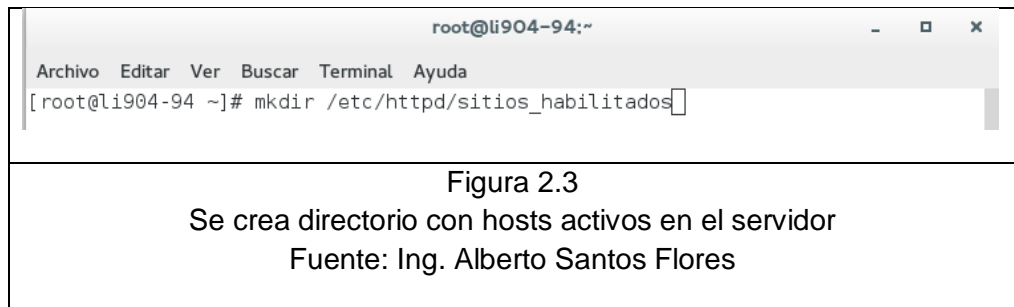 root@li904-94:~
Archivo Editar Ver Buscar Terminal Ayuda
[root@li904-94 ~]# mkdir /etc/httpd/sitios_habilitados
Figura 2.3
Se crea directorio con hosts activos en el servidor
Fuente: Ing. Alberto Santos Flores